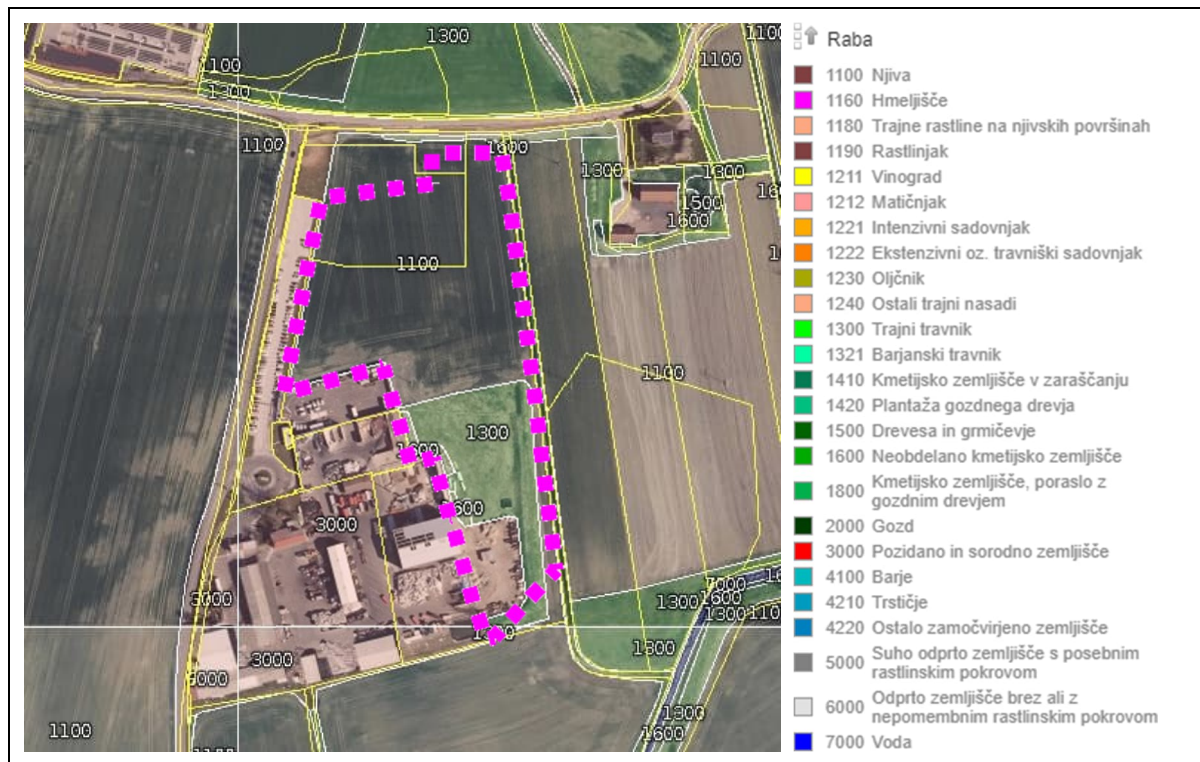 1300
1100
1100
1100
1300
1100
1600
1300
1300
1500
1600
1100
1100
1300
3000
3000
7000
1300
1600
1300
3000
1300
5000
1300
1100
1600
Raba
1100 Njiva
1160 Hmeljišče
1180 Trajne rastline na njivskih površinah
1190 Rastlinjak
1211 Vinograd
1212 Matičnjak
1221 Intenzivni sadovnjak
1222 Ekstenzivni oz. travniški sadovnjak
1230 Oljčnik
1240 Ostali trajni nasadi
1300 Trajni travnik
1321 Barjanski travnik
1410 Kmetijsko zemljišče v zaraščanju
1420 Plantaža gozdnega drevja
1500 Drevesa in grmičevje
1600 Neobdelano kmetijsko zemljišče
1800 Kmetijsko zemljišče, poraslo z
gozdnim drevjem
2000 Gozd
3000 Pozidano in sorodno zemljišče
4100 Barje
4210 Trstičje
4220 Ostalo zamočvirjeno zemljišče
5000 Suho odprto zemljišče s posebnim
rastlinskim pokrovom
6000 Odprto zemljišče brez ali z
nepomembnim rastlinskim pokrovom
7000 Voda